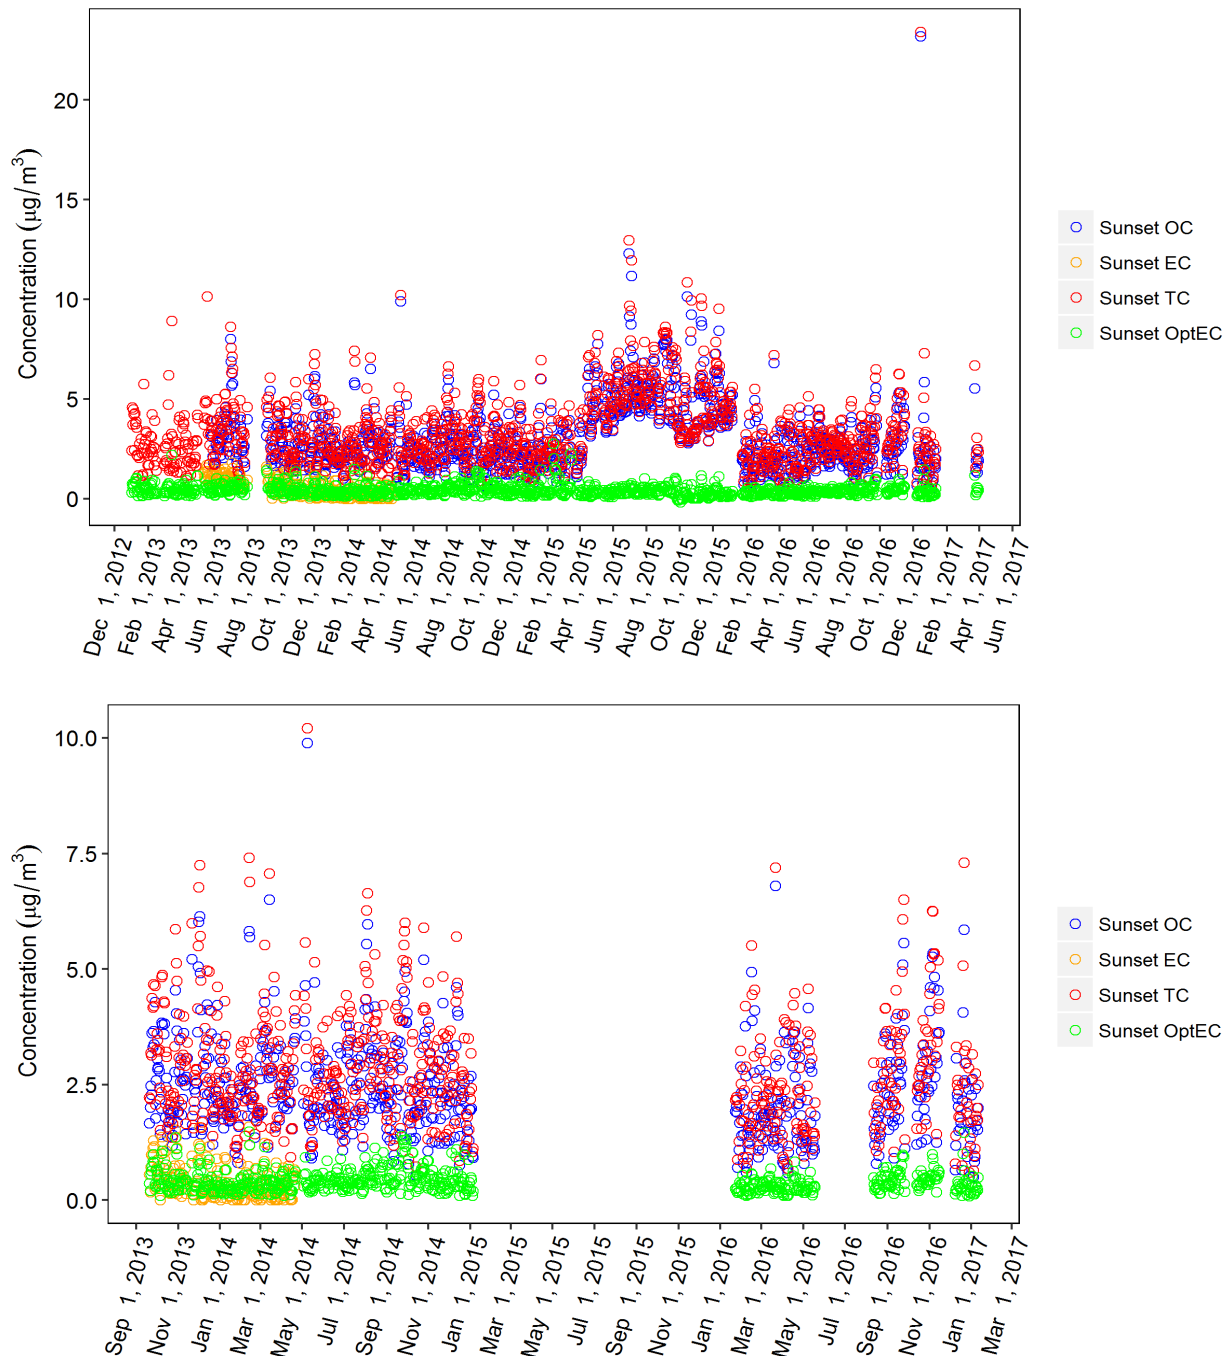 20
15
10
5
0
Concentration (μg/m³)
Dec 1, 2012
Feb 1, 2013
Apr 1, 2013
Jun 1, 2013
Aug 1, 2013
Oct 1, 2013
Dec 1, 2013
Feb 1, 2014
Apr 1, 2014
Jun 1, 2014
Aug 1, 2014
Oct 1, 2014
Dec 1, 2014
Feb 1, 2015
Apr 1, 2015
Jun 1, 2015
Aug 1, 2015
Oct 1, 2015
Dec 1, 2015
Feb 1, 2016
Apr 1, 2016
Jun 1, 2016
Aug 1, 2016
Oct 1, 2016
Dec 1, 2016
Feb 1, 2017
Apr 1, 2017
Jun 1, 2017
Sunset OC
Sunset EC
Sunset TC
Sunset OptEC
10.0
7.5
5.0
2.5
0.0
Concentration (μg/m³)
Sep 1, 2013
Nov 1, 2013
Jan 1, 2014
Mar 1, 2014
May 1, 2014
Jul 1, 2014
Sep 1, 2014
Nov 1, 2014
Jan 1, 2015
Mar 1, 2015
May 1, 2015
Jul 1, 2015
Sep 1, 2015
Nov 1, 2015
Jan 1, 2016
Mar 1, 2016
May 1, 2016
Jul 1, 2016
Sep 1, 2016
Nov 1, 2016
Jan 1, 2017
Mar 1, 2017
Sunset OC
Sunset EC
Sunset TC
Sunset OptEC